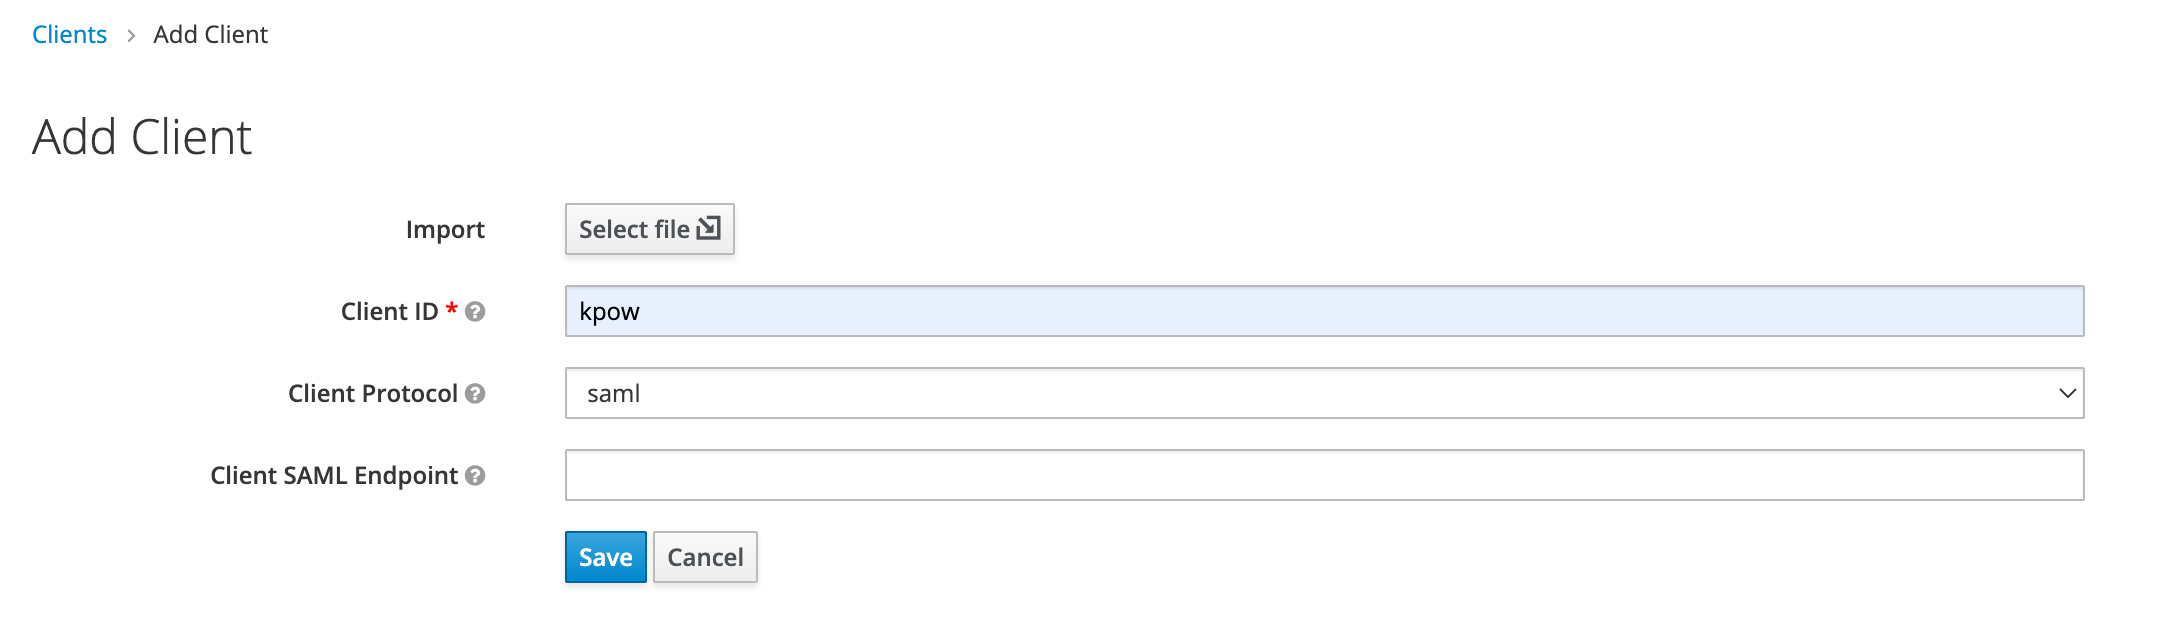 Clients > Add Client
Add Client
Import Select file
Client ID * kpow
Client Protocol saml
Client SAML Endpoint
Save Cancel